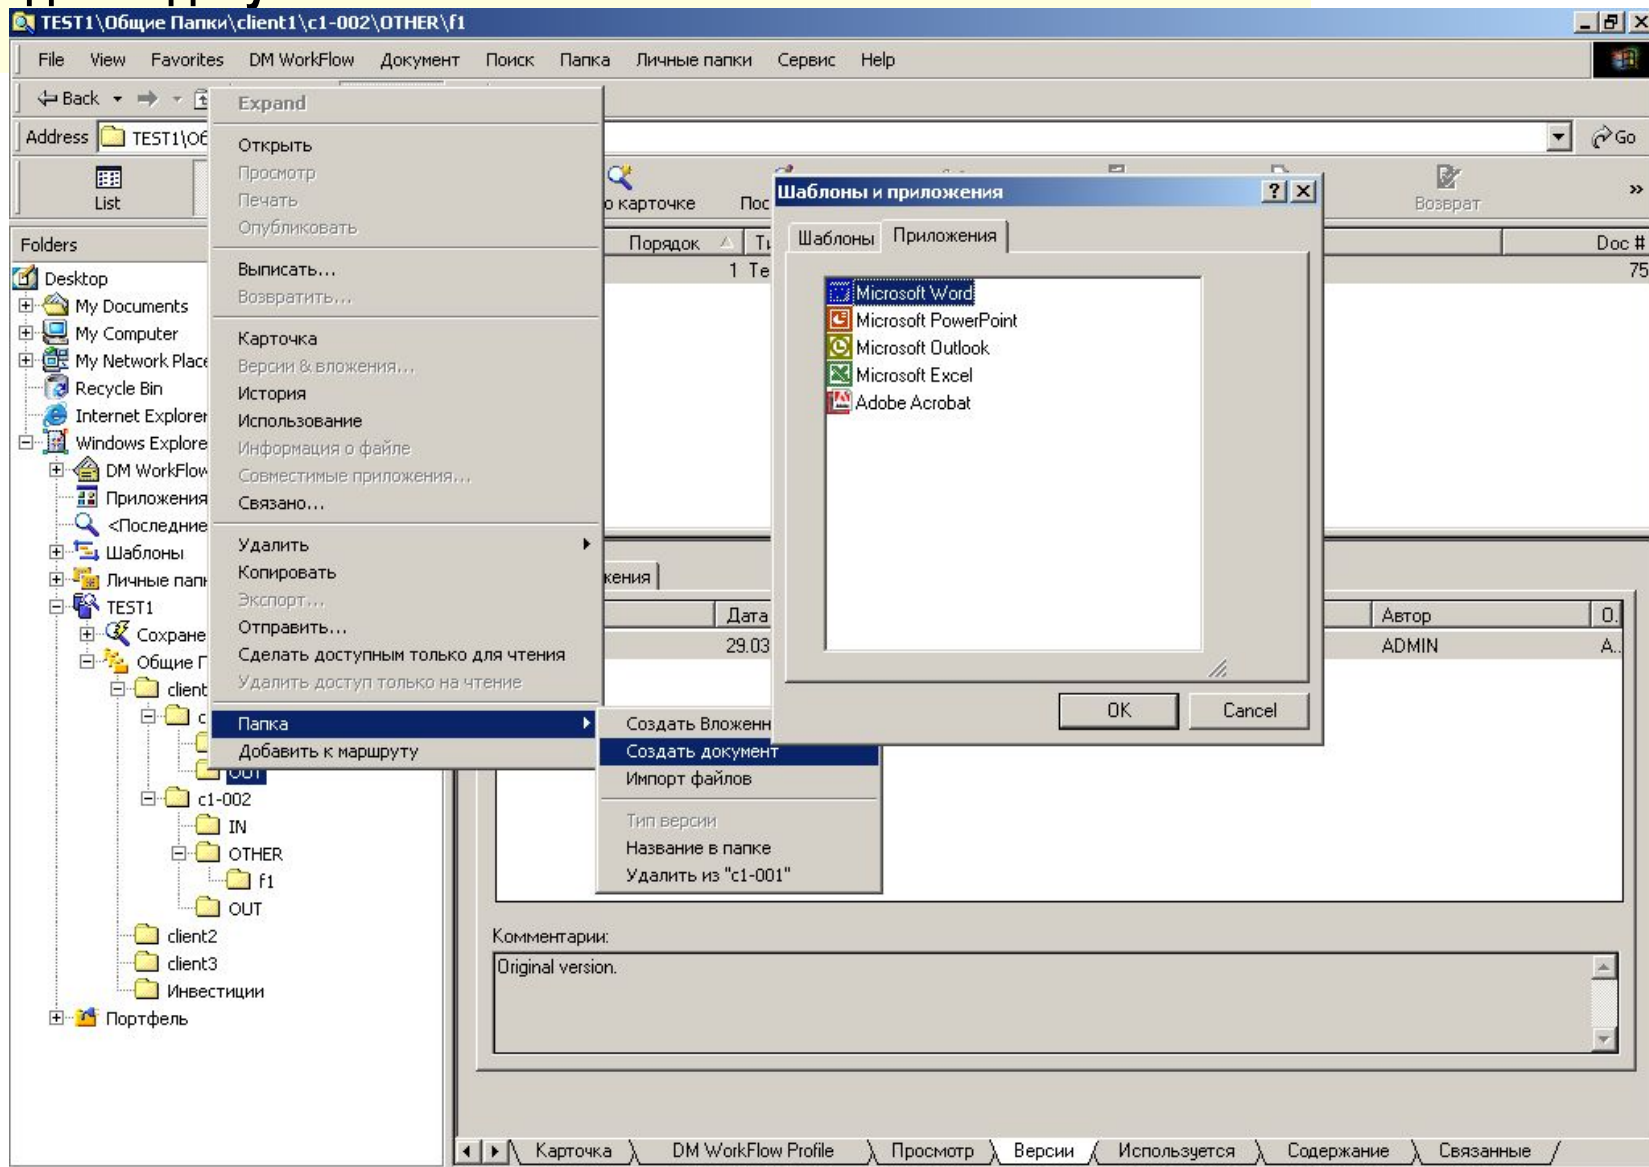 TEST1\Общие Папки\client1\c1-002\OTHER\f1
File View Favorites DM WorkFlow Документ Поиск Папка Личные папки Сервис Help
Back
Address TEST1\Об Go
List о карточке Пос Возврат »
Folders
Порядок Ти Doc #
1 Те 75
Desktop
My Documents
My Computer
My Network Place
Recycle Bin
Internet Explorer
Windows Explore
DM WorkFlow
Приложения
<Последние
Шаблоны
Личные пап
TEST1
Сохране
Общие П
client
c
OUT
c1-002
IN
OTHER
f1
OUT
client2
client3
Инвестиции
Портфель
Expand
Открыть
Просмотр
Печать
Опубликовать
Выписать...
Возвратить...
Карточка
Версии & вложения...
История
Использование
Информация о файле
Совместимые приложения...
Связано...
Удалить
Копировать
Экспорт...
Отправить...
Сделать доступным только для чтения
Удалить доступ только на чтение
Папка
Добавить к маршруту
Создать Вложенн
Создать документ
Импорт файлов
Тип версии
Название в папке
Удалить из "c1-001"
Шаблоны и приложения
Шаблоны Приложения
Microsoft Word
Microsoft PowerPoint
Microsoft Outlook
Microsoft Excel
Adobe Acrobat
OK Cancel
жения
Дата Автор О.
29.03 ADMIN A..
Комментарии:
Original version.
Карточка DM WorkFlow Profile Просмотр Версии Используется Содержание Связанные